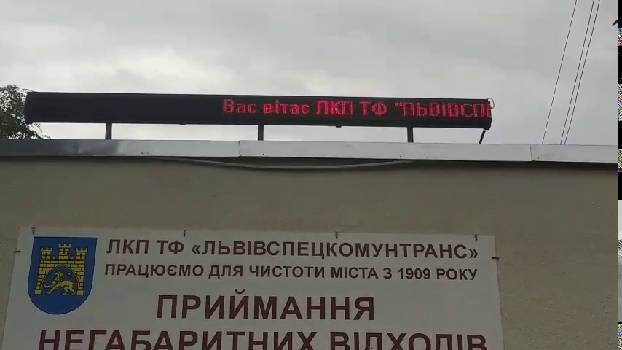 Вас вітає ЛКП ТФ "ЛЬВІВСПЕ
ЛКП ТФ «ЛЬВІВСПЕЦКОМУНТРАНС»
ПРАЦЮЄМО ДЛЯ ЧИСТОТИ МІСТА З 1909 РОКУ
ПРИЙМАННЯ
НЕГАБАРИТНИХ ВІДХОДІВ